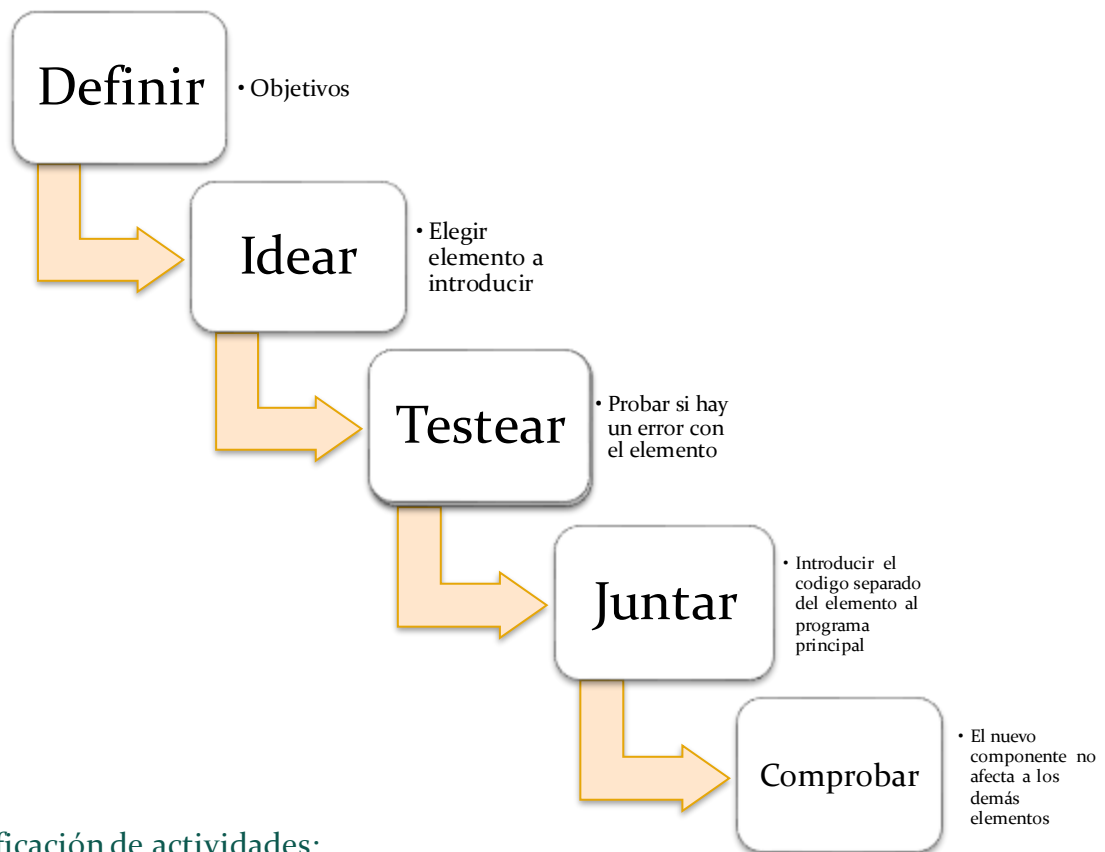 Definir
• Objetivos
Idear
• Elegir
elemento a
introducir
Testear
• Probar si hay
un error con
el elemento
Juntar
• Introducir el
codigo separado
del elemento al
programa
principal
Comprobar
• El nuevo
componente no
afecta a los
demás
elementos
ficación de actividades: